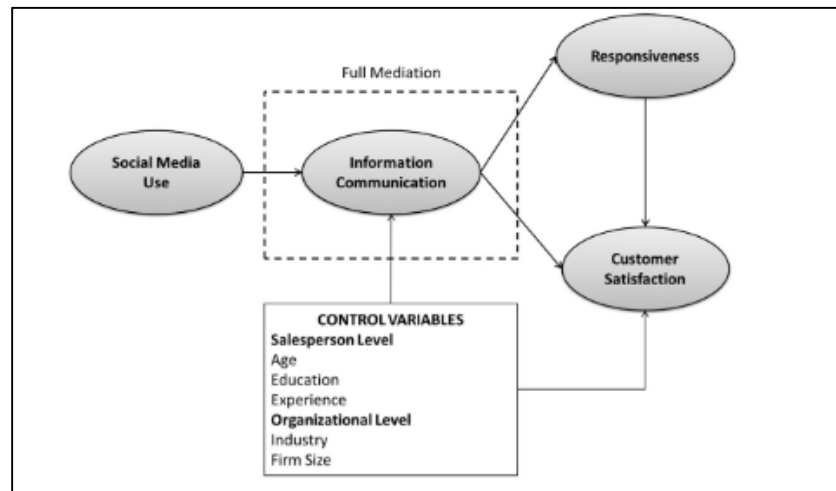 Full Mediation
Responsiveness
Social Media
Use
Information
Communication
Customer
Satisfaction
CONTROL VARIABLES
Salesperson Level
Age
Education
Experience
Organizational Level
Industry
Firm Size